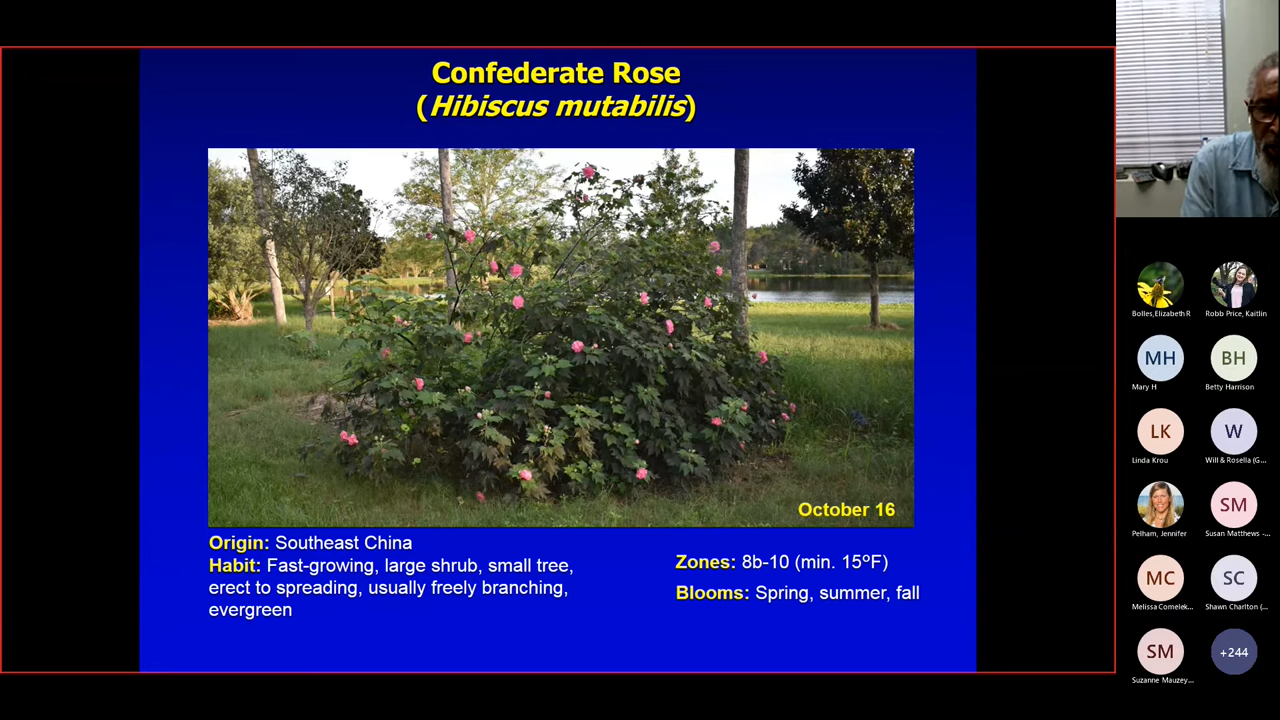 Confederate Rose
(Hibiscus mutabilis)
October 16
Origin: Southeast China
Habit: Fast-growing, large shrub, small tree,
erect to spreading, usually freely branching,
evergreen
Zones: 8b-10 (min. 15ºF)
Blooms: Spring, summer, fall
Bolles,Elizabeth R
Robb Price, Kaitlin
MH
Mary H
BH
Betty Harrison
LK
Linda Krou
W
Will & Rosella (G...
Pelham, Jennifer
SM
Susan Matthews -...
MC
Melissa Comelek...
SC
Shawn Charlton (...
SM
Suzanne Mauzey...
+244